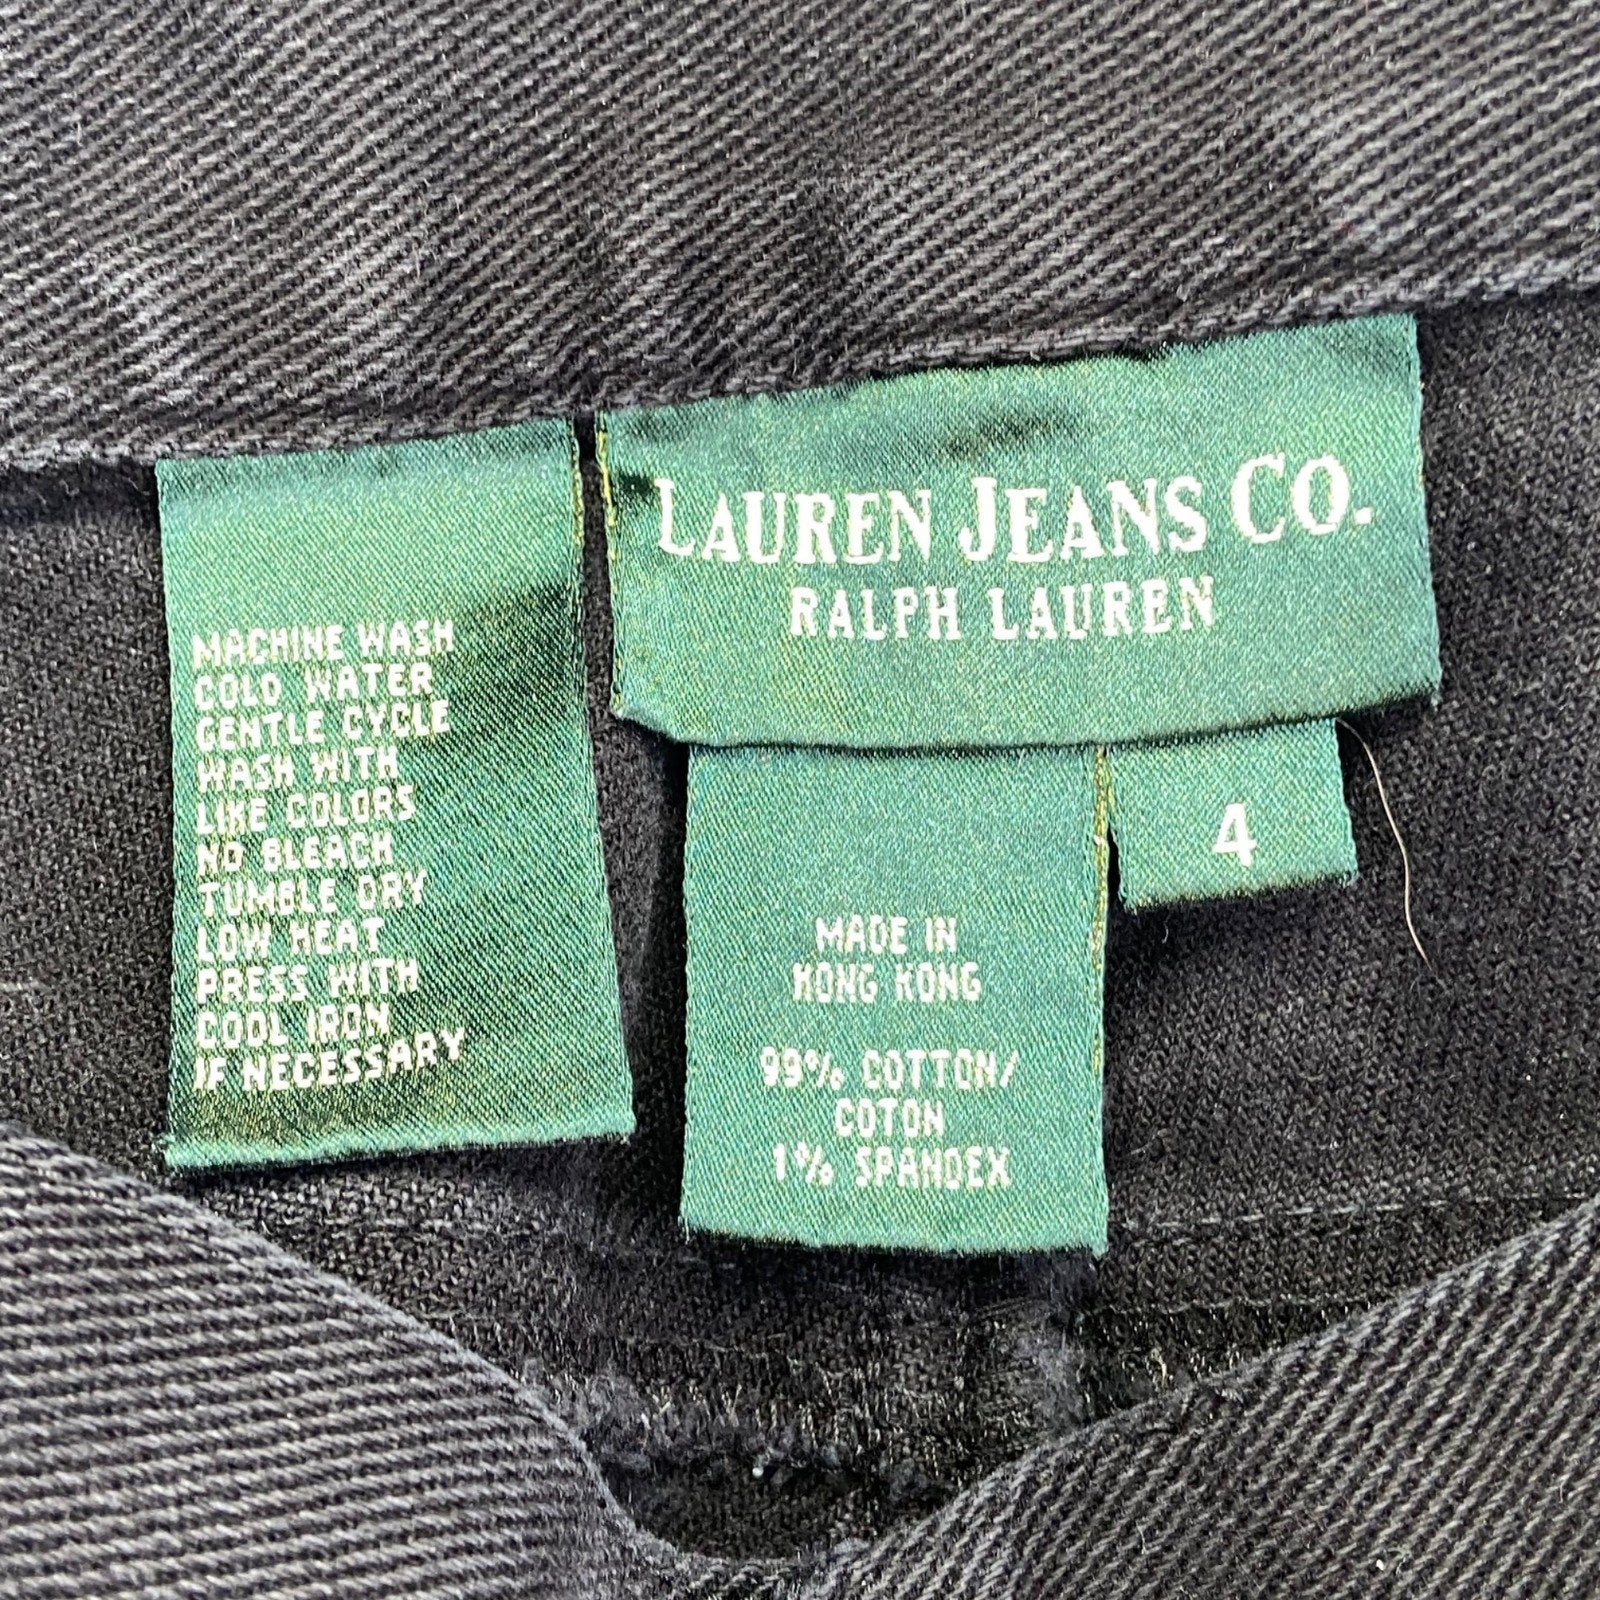 MACHINE WASH
COLD WATER
GENTLE CYCLE
WASH WITH
LIKE COLORS
NO BLEACH
TUMBLE DRY
LOW HEAT
PRESS WITH
COOL IRON
IF NECESSARY
LAUREN JEANS CO.
RALPH LAUREN
4
MADE IN
HONG KONG
99% COTTON/
COTON
1% SPANDEX